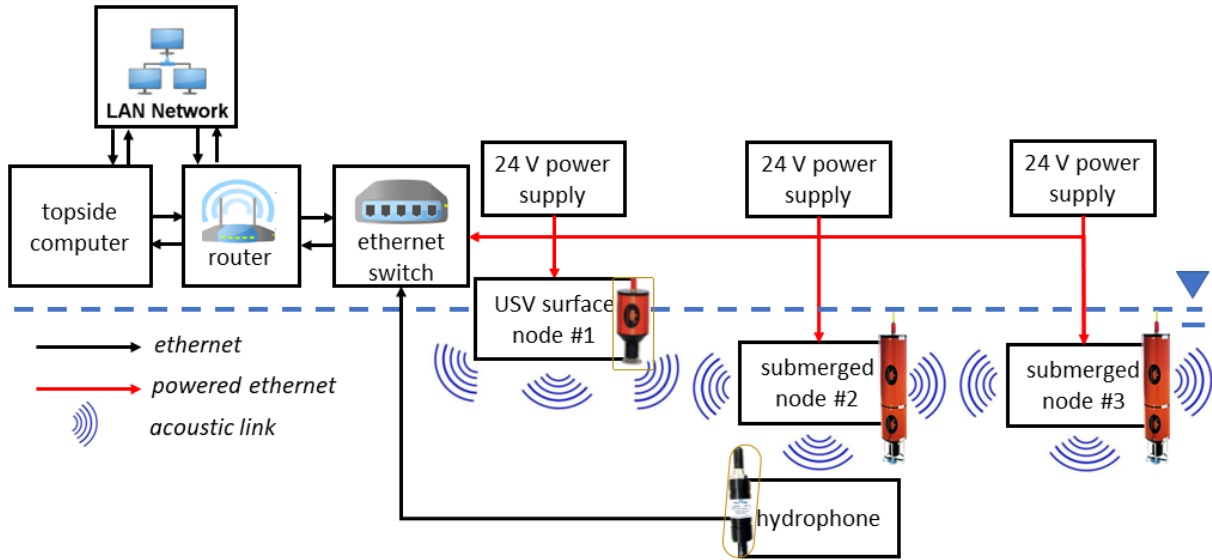 LAN Network
topside
computer
router
ethernet
switch
24 V power
supply
24 V power
supply
24 V power
supply
USV surface
node #1
submerged
node #2
submerged
node #3
hydrophone
ethernet
powered ethernet
acoustic link